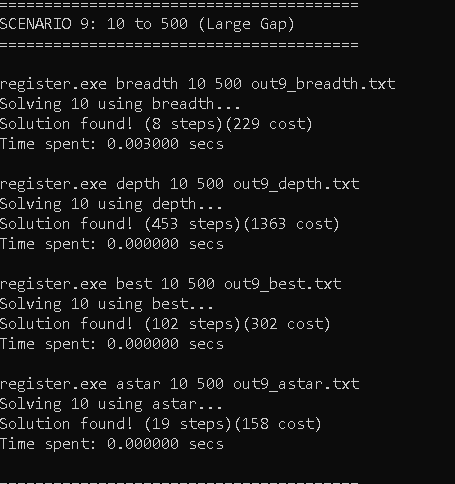 ========================================
SCENARIO 9: 10 to 500 (Large Gap)
========================================
register.exe breadth 10 500 out9_breadth.txt
Solving 10 using breadth...
Solution found! (8 steps)(229 cost)
Time spent: 0.003000 secs
register.exe depth 10 500 out9_depth.txt
Solving 10 using depth...
Solution found! (453 steps)(1363 cost)
Time spent: 0.000000 secs
register.exe best 10 500 out9_best.txt
Solving 10 using best...
Solution found! (102 steps)(302 cost)
Time spent: 0.000000 secs
register.exe astar 10 500 out9_astar.txt
Solving 10 using astar...
Solution found! (19 steps)(158 cost)
Time spent: 0.000000 secs
========================================